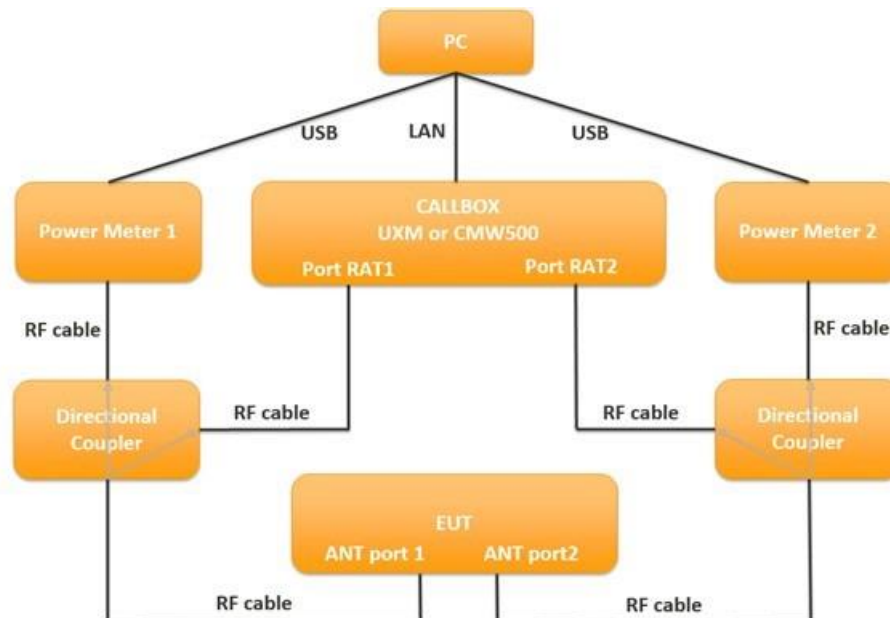 PC
USB
LAN
USB
Power Meter 1
CALLBOX
UXM or CMW500
Port RAT1
Port RAT2
Power Meter 2
RF cable
RF cable
Directional
Coupler
RF cable
RF cable
Directional
Coupler
EUT
ANT port 1
ANT port2
RF cable
RF cable